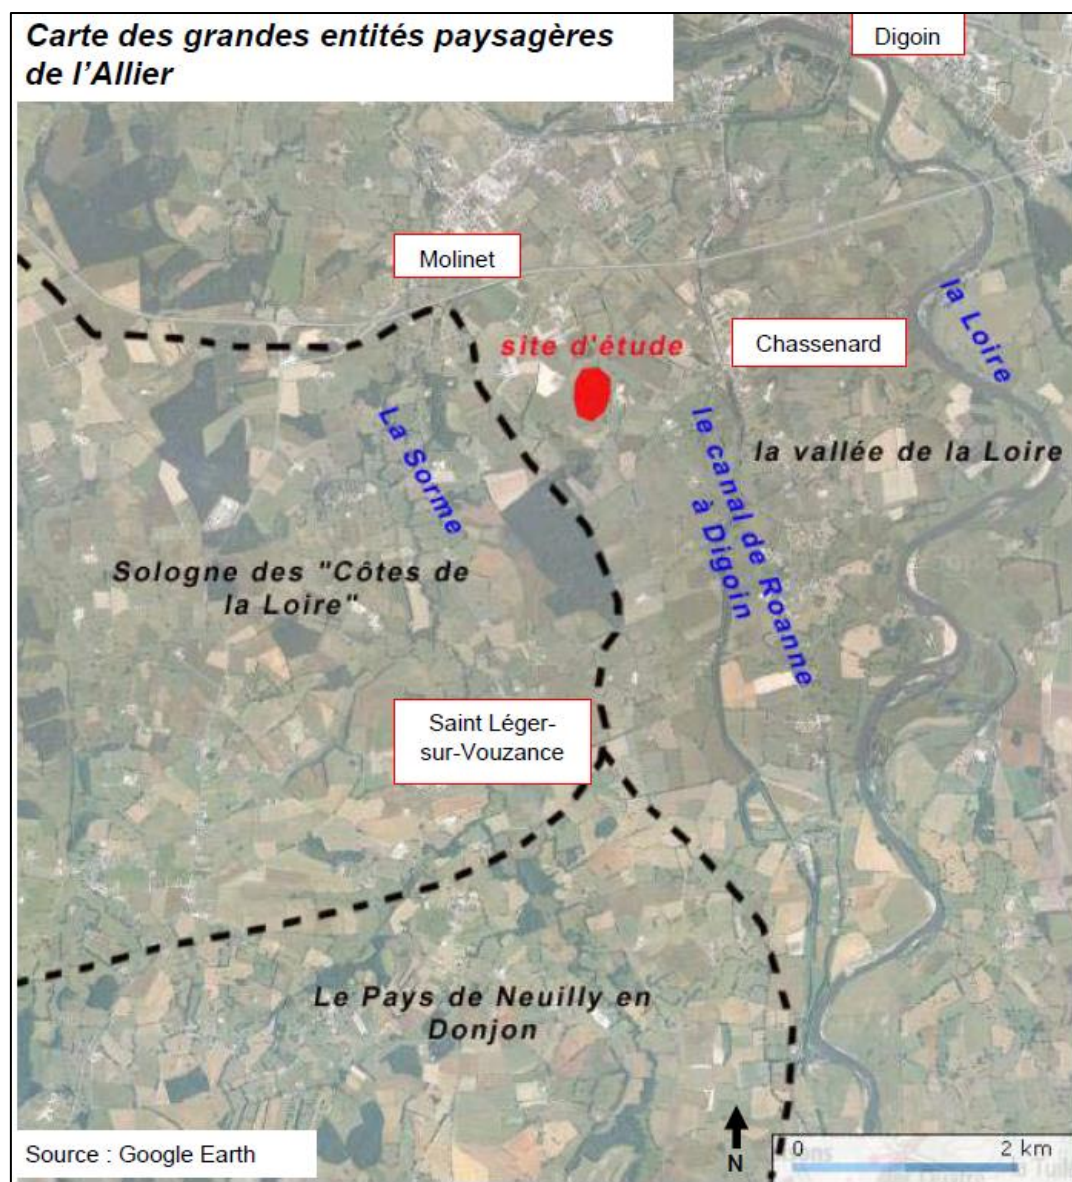 Carte des grandes entités paysagères
de l'Allier
Digoin
Molinet
la Loire
site d'étude
Chassenard
La Sorme
le canal de Roanne
à Digoin
la vallée de la Loire
Sologne des "Côtes de
la Loire"
Saint Léger-
sur-Vouzance
Le Pays de Neuilly en
Donjon
N
0 2 km
Source : Google Earth